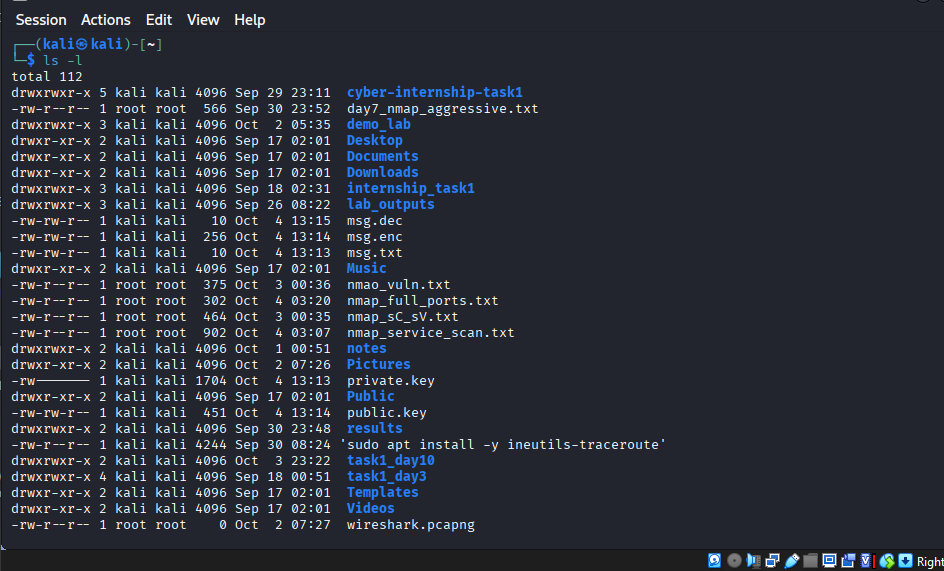 Session Actions Edit View Help
┌──(kali㉿kali)-[~]
└─$ ls -l
total 112
drwxrwxr-x 5 kali kali 4096 Sep 29 23:11  cyber-internship-task1
-rw-r--r-- 1 root root  566 Sep 30 23:52  day7_nmap_aggressive.txt
drwxrwxr-x 3 kali kali 4096 Oct  2 05:35  demo_lab
drwxr-xr-x 2 kali kali 4096 Sep 17 02:01  Desktop
drwxr-xr-x 2 kali kali 4096 Sep 17 02:01  Documents
drwxr-xr-x 2 kali kali 4096 Sep 17 02:01  Downloads
drwxrwxr-x 3 kali kali 4096 Sep 18 02:31  internship_task1
drwxrwxr-x 3 kali kali 4096 Sep 26 08:22  lab_outputs
-rw-rw-r-- 1 kali kali   10 Oct  4 13:15  msg.dec
-rw-rw-r-- 1 kali kali  256 Oct  4 13:14  msg.enc
-rw-rw-r-- 1 kali kali   10 Oct  4 13:13  msg.txt
drwxr-xr-x 2 kali kali 4096 Sep 17 02:01  Music
-rw-r--r-- 1 root root  375 Oct  3 00:36  nmao_vuln.txt
-rw-r--r-- 1 root root  302 Oct  4 03:20  nmap_full_ports.txt
-rw-r--r-- 1 root root  464 Oct  3 00:35  nmap_sC_sV.txt
-rw-r--r-- 1 root root  902 Oct  4 03:07  nmap_service_scan.txt
drwxrwxr-x 2 kali kali 4096 Oct  1 00:51  notes
drwxr-xr-x 2 kali kali 4096 Oct  2 07:26  Pictures
-rw------- 1 kali kali 1704 Oct  4 13:13  private.key
drwxr-xr-x 2 kali kali 4096 Sep 17 02:01  Public
-rw-rw-r-- 1 kali kali  451 Oct  4 13:14  public.key
drwxrwxr-x 2 kali kali 4096 Sep 30 23:48  results
-rw-rw-r-- 1 kali kali 4244 Sep 30 08:24 'sudo apt install -y ineutils-traceroute'
drwxrwxr-x 2 kali kali 4096 Oct  3 23:22  task1_day10
drwxrwxr-x 4 kali kali 4096 Sep 18 00:51  task1_day3
drwxr-xr-x 2 kali kali 4096 Sep 17 02:01  Templates
drwxr-xr-x 2 kali kali 4096 Sep 17 02:01  Videos
-rw-r--r-- 1 root root    0 Oct  2 07:27  wireshark.pcapng
Right